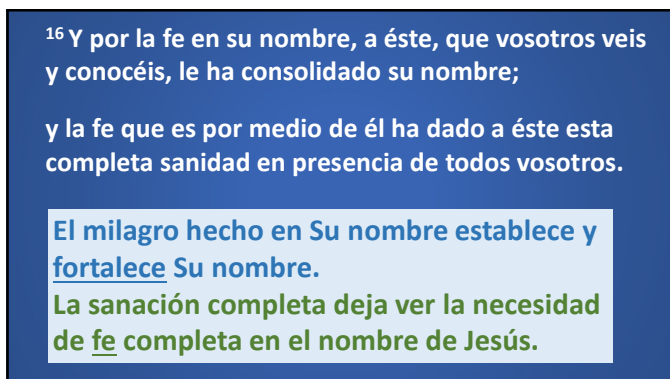 16 Y por la fe en su nombre, a éste, que vosotros veis
y conocéis, le ha consolidado su nombre;
y la fe que es por medio de él ha dado a éste esta
completa sanidad en presencia de todos vosotros.
El milagro hecho en Su nombre establece y
fortalece Su nombre.
La sanación completa deja ver la necesidad
de fe completa en el nombre de Jesús.